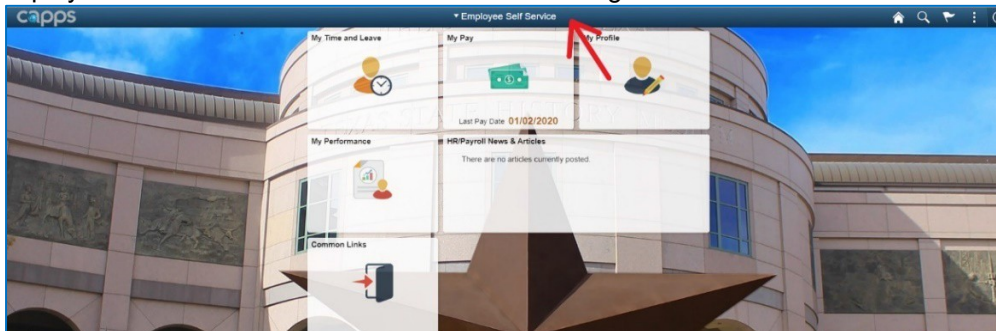 capps
Employee Self Service
My Time and Leave
My Pay
My Profile
Last Pay Date 01/02/2020
My Performance
HR/Payroll News & Articles
There are no articles currently posted.
Common Links